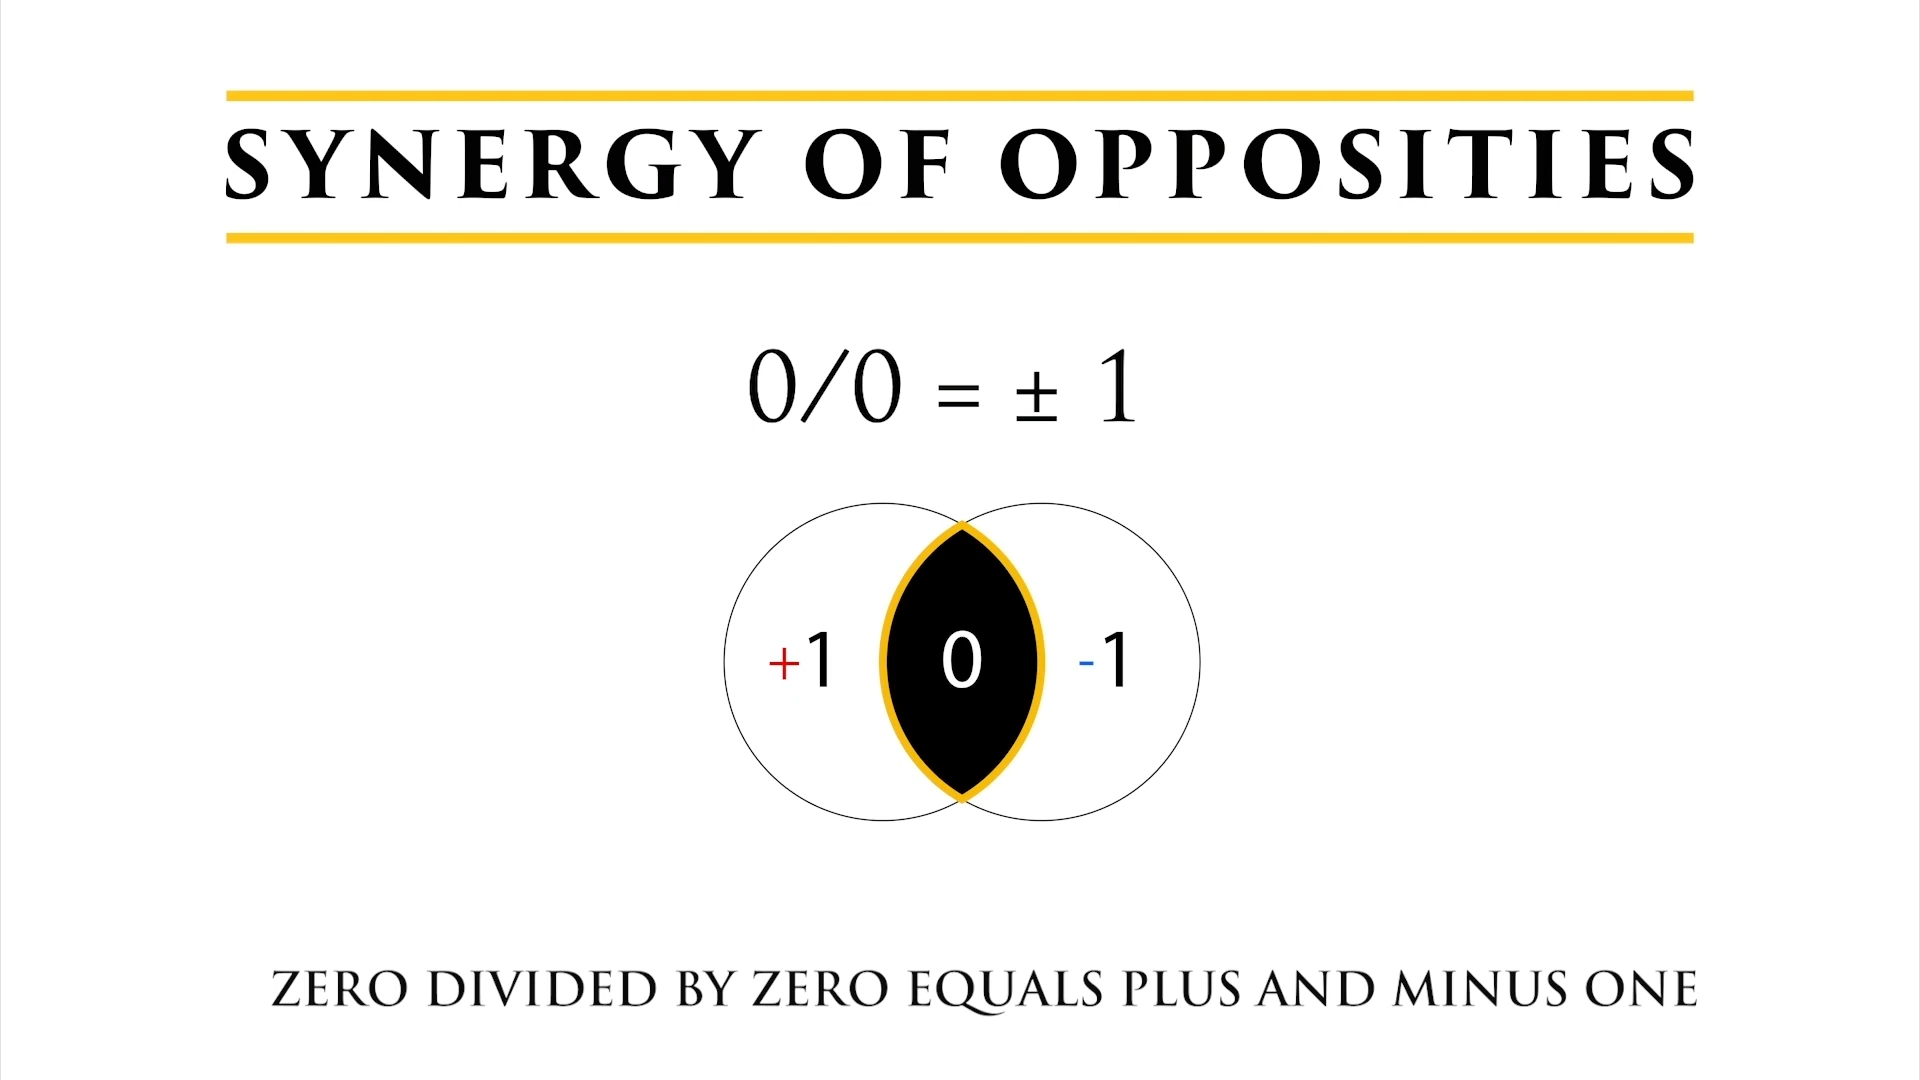 SYNERGY OF OPPOSITIES
0/0 = ± 1
+1 0 -1
ZERO DIVIDED BY ZERO EQUALS PLUS AND MINUS ONE